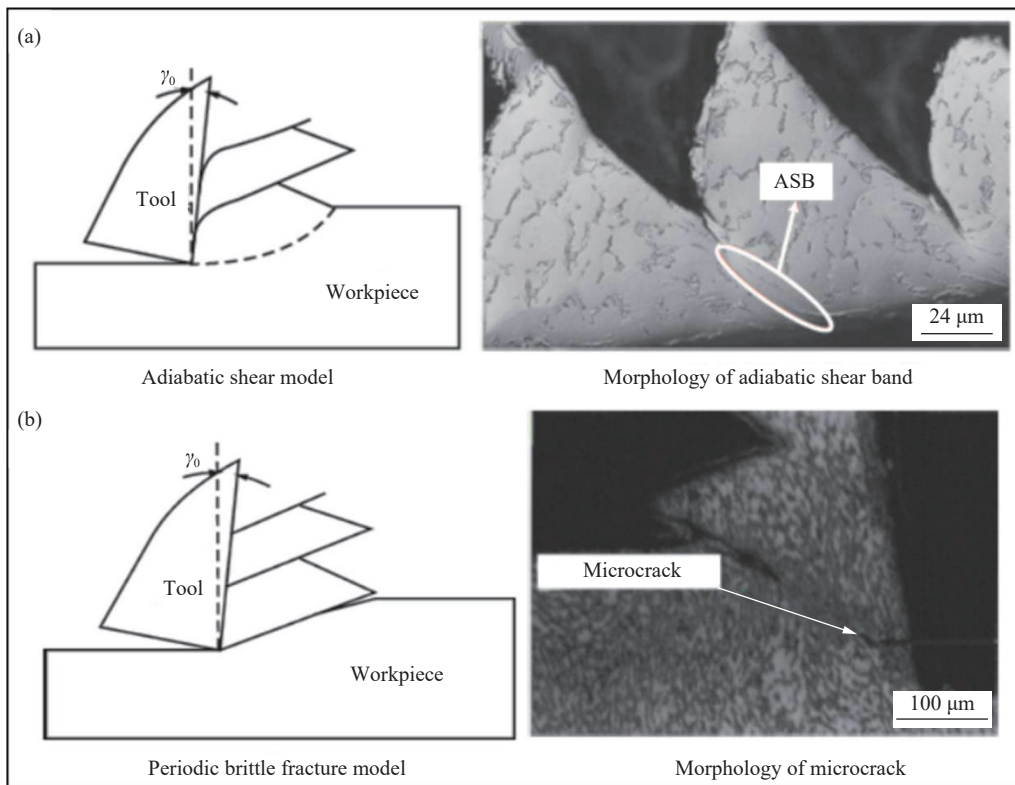 (a)
γ₀
Tool
Workpiece
ASB
24 μm
Adiabatic shear model
Morphology of adiabatic shear band
(b)
γ₀
Tool
Workpiece
Microcrack
100 μm
Periodic brittle fracture model
Morphology of microcrack